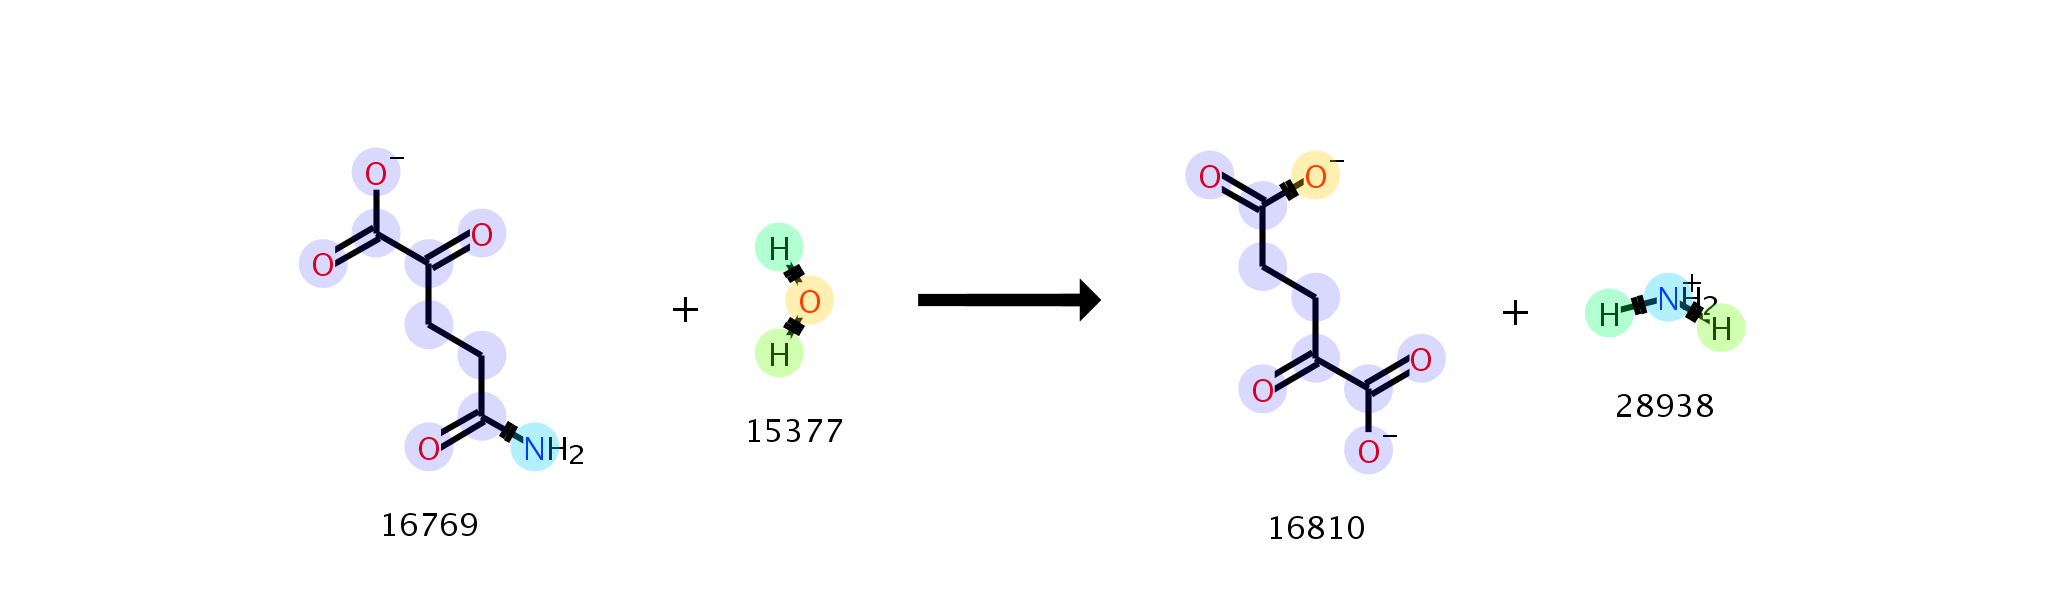 O⁻
O
O
O
NH₂
16769
+
H
O
H
15377
O
O⁻
O
O
O⁻
16810
+
H
NH₂⁺
H
28938